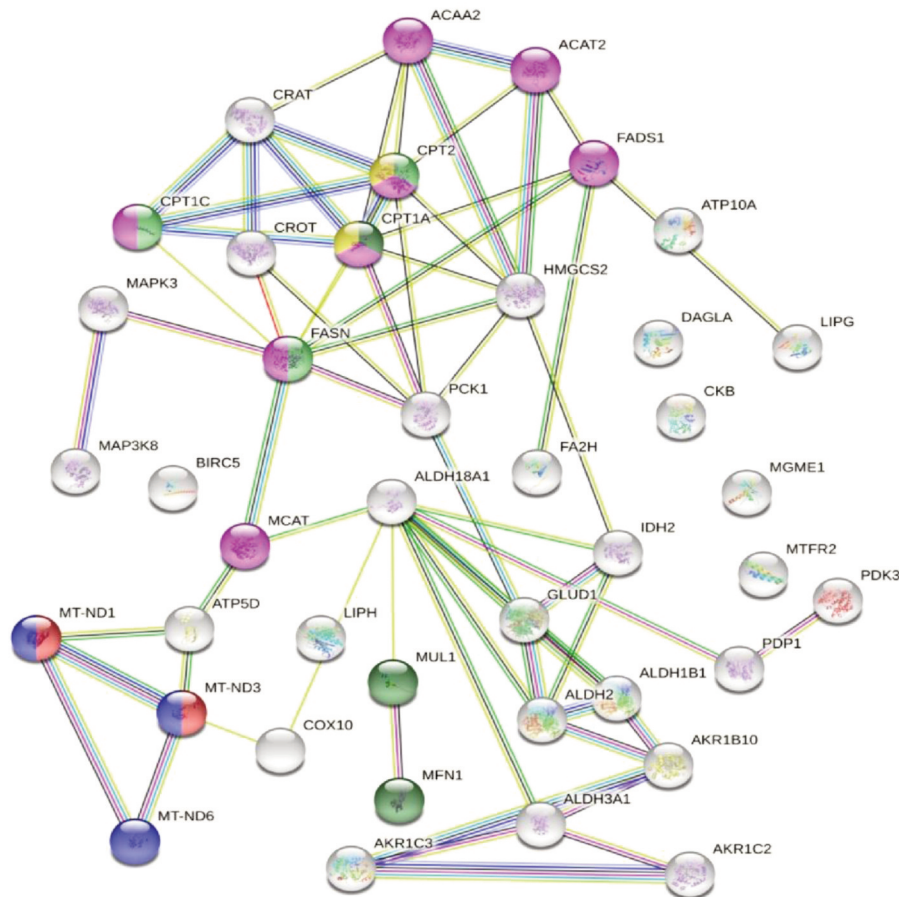 ACAA2
ACAT2
CRAT
FADS1
CPT2
CPT1C
ATP10A
CPT1A
CROT
HMGCS2
MAPK3
DAGLA
LIPG
FASN
PCK1
CKB
MAP3K8
BIRC5
FA2H
MGME1
ALDH18A1
MCAT
IDH2
MTFR2
PDK3
MT-ND1
ATP5D
LIPH
GLUD1
PDP1
MUL1
ALDH1B1
MT-ND3
ALDH2
COX10
AKR1B10
MFN1
ALDH3A1
MT-ND6
AKR1C3
AKR1C2